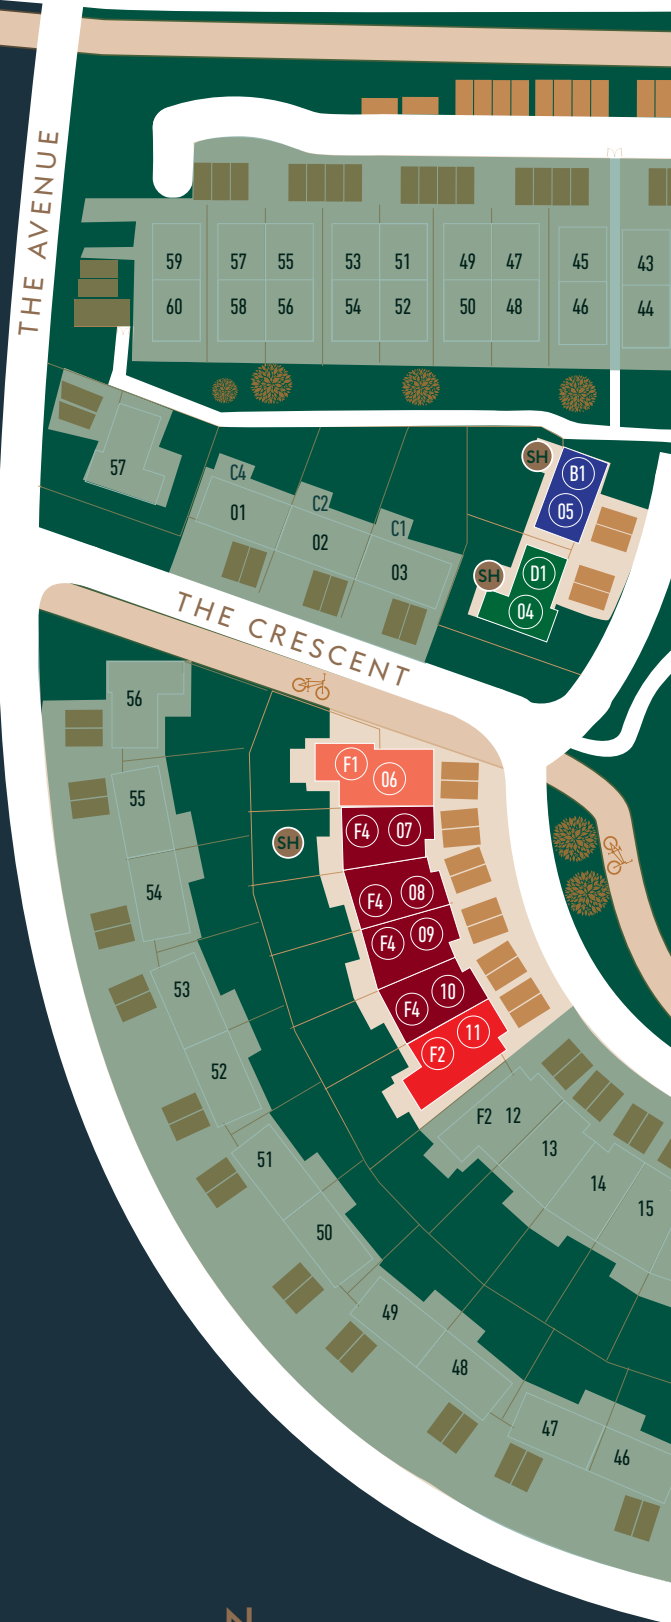 THE AVENUE
59 57 55 53 51 49 47 45 43
60 58 56 54 52 50 48 46 44
57
C4
01
C2
02
C1
03
SH
B1
05
SH
D1
04
THE CRESCENT
56
55
54
53
52
51
50
49
48
47
46
F1 06
F4 07
SH
F4 08
F4 09
F4 10
F2 11
F2 12
13
14
15
N